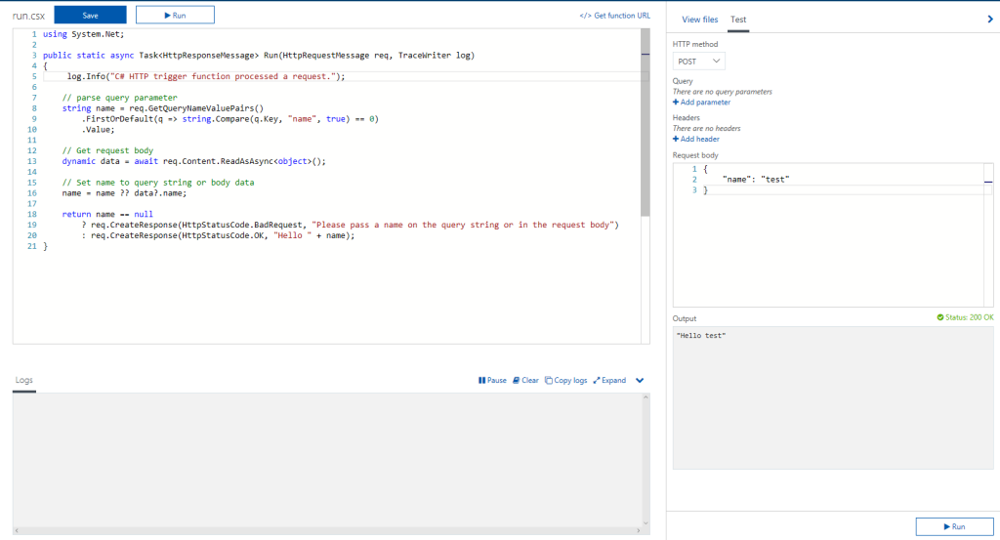 run.csx Save Run </> Get function URL
1 using System.Net;
2
3 public static async Task<HttpResponseMessage> Run(HttpRequestMessage req, TraceWriter log)
4 {
5 log.Info("C# HTTP trigger function processed a request.");
6
7 // parse query parameter
8 string name = req.GetQueryNameValuePairs()
9 .FirstOrDefault(q => string.Compare(q.Key, "name", true) == 0)
10 .Value;
11
12 // Get request body
13 dynamic data = await req.Content.ReadAsAsync<object>();
14
15 // Set name to query string or body data
16 name = name ?? data?.name;
17
18 return name == null
19 ? req.CreateResponse(HttpStatusCode.BadRequest, "Please pass a name on the query string or in the request body")
20 : req.CreateResponse(HttpStatusCode.OK, "Hello " + name);
21 }
Logs Pause Clear Copy logs Expand
View files Test
HTTP method
POST
Query
There are no query parameters
+ Add parameter
Headers
There are no headers
+ Add header
Request body
1 {
2 "name": "test"
3 }
Output Status: 200 OK
"Hello test"
Run